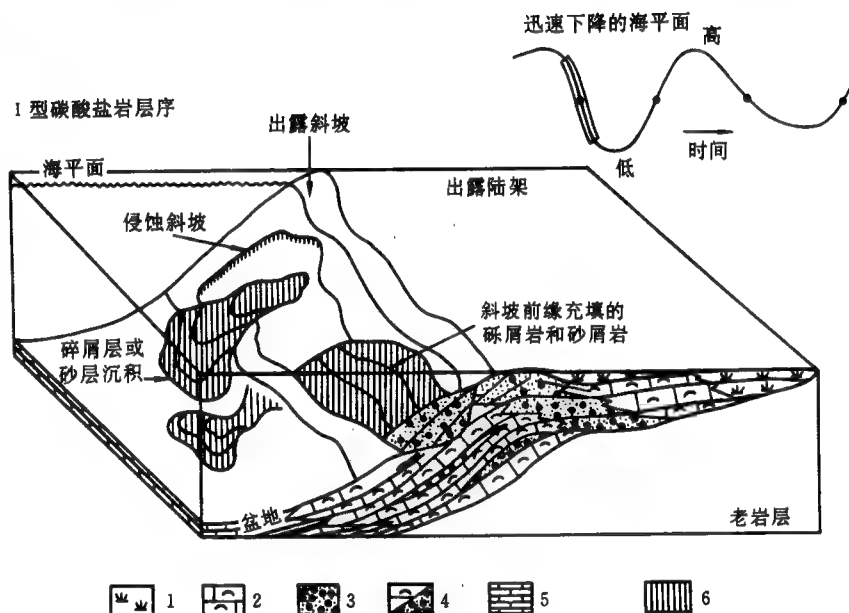 迅速下降的海平面
高
低
时间
I 型碳酸盐岩层序
出露斜坡
海平面
出露陆架
侵蚀斜坡
斜坡前缘充填的
砾屑岩和砂屑岩
碎屑层或
砂层沉积
盆地
老岩层
1 2 3 4 5 6